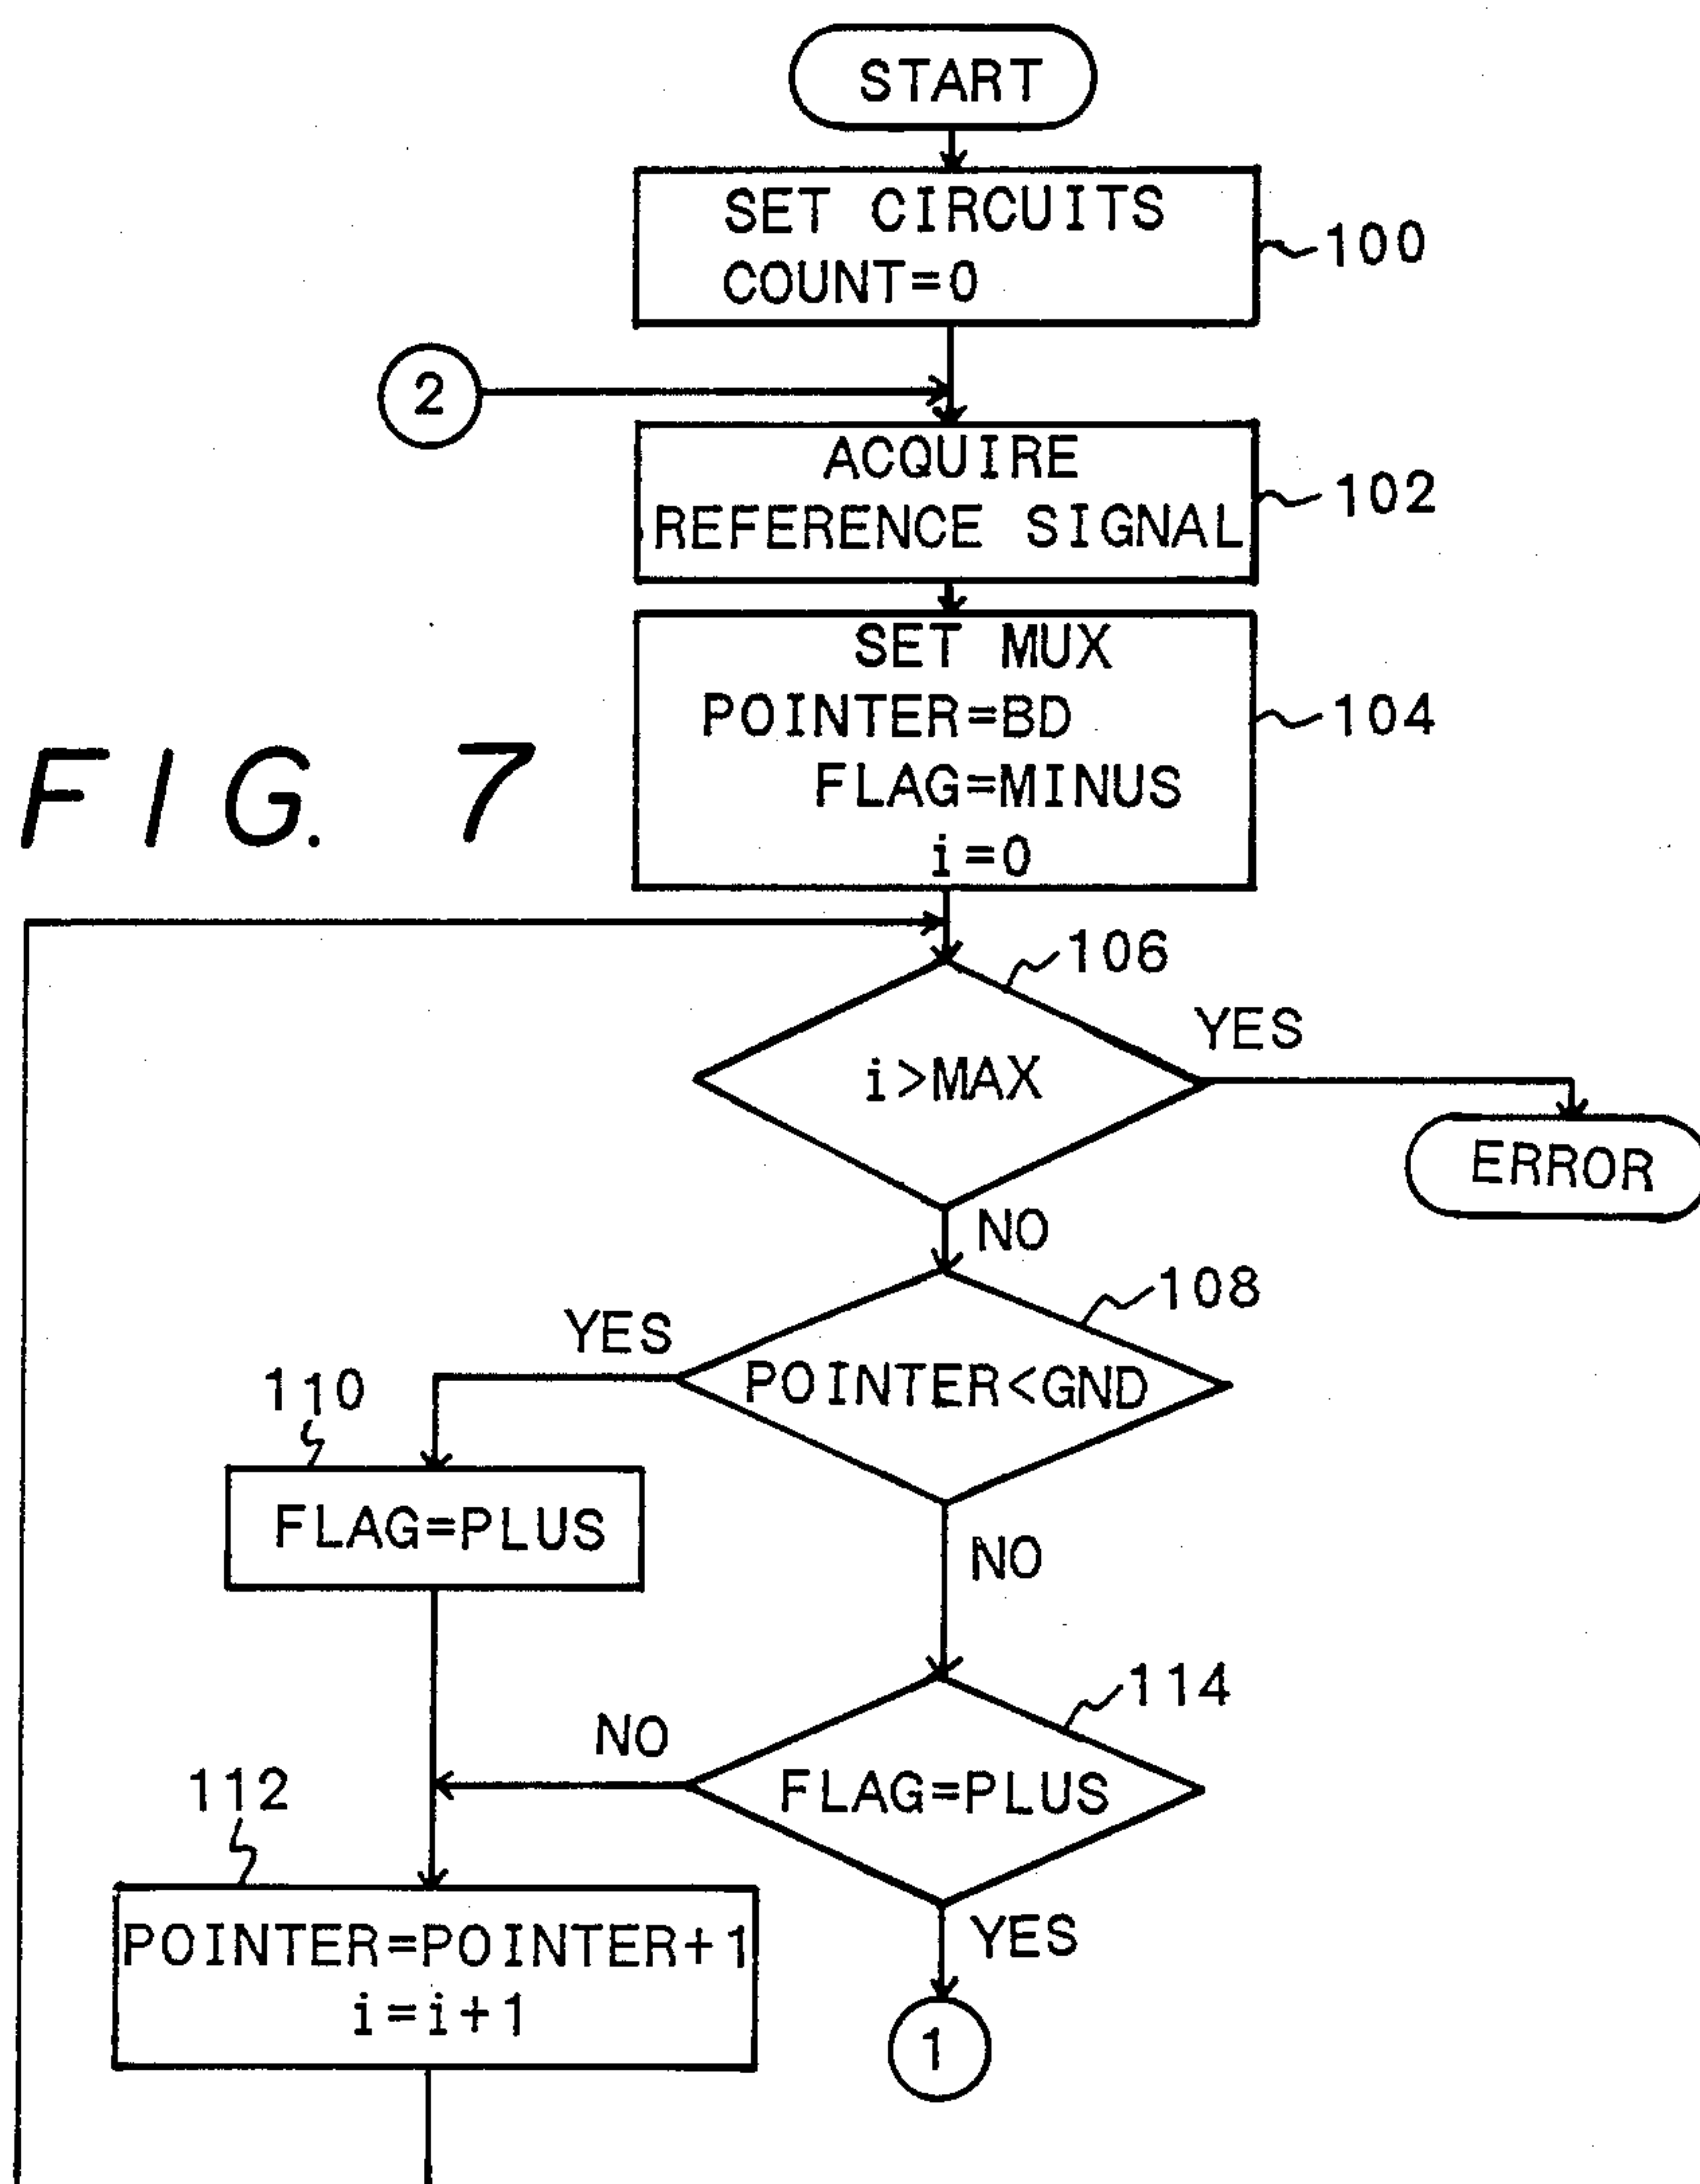 START
SET CIRCUITS
COUNT=0
100
2
ACQUIRE
REFERENCE SIGNAL
102
SET MUX
POINTER=BD
FLAG=MINUS
i=0
104
FIG. 7
106
i>MAX
YES
ERROR
NO
108
YES
POINTER<GND
110
FLAG=PLUS
NO
114
NO
FLAG=PLUS
112
POINTER=POINTER+1
i=i+1
YES
1